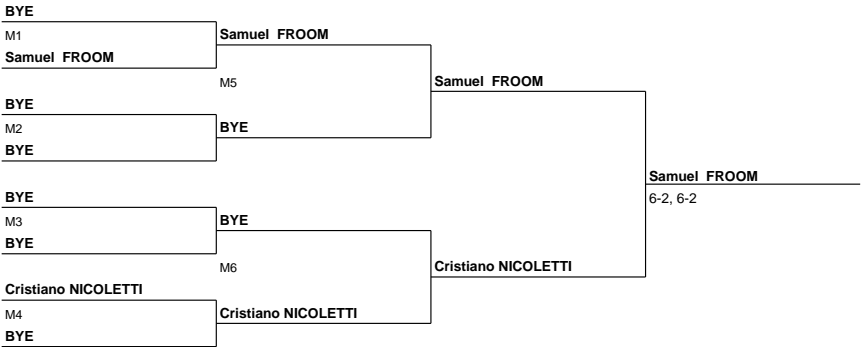 BYE
M1
Samuel FROOM
Samuel FROOM
M5
Samuel FROOM
BYE
M2
BYE
BYE
Samuel FROOM
6-2, 6-2
BYE
M3
BYE
BYE
M6
Cristiano NICOLETTI
Cristiano NICOLETTI
M4
Cristiano NICOLETTI
BYE